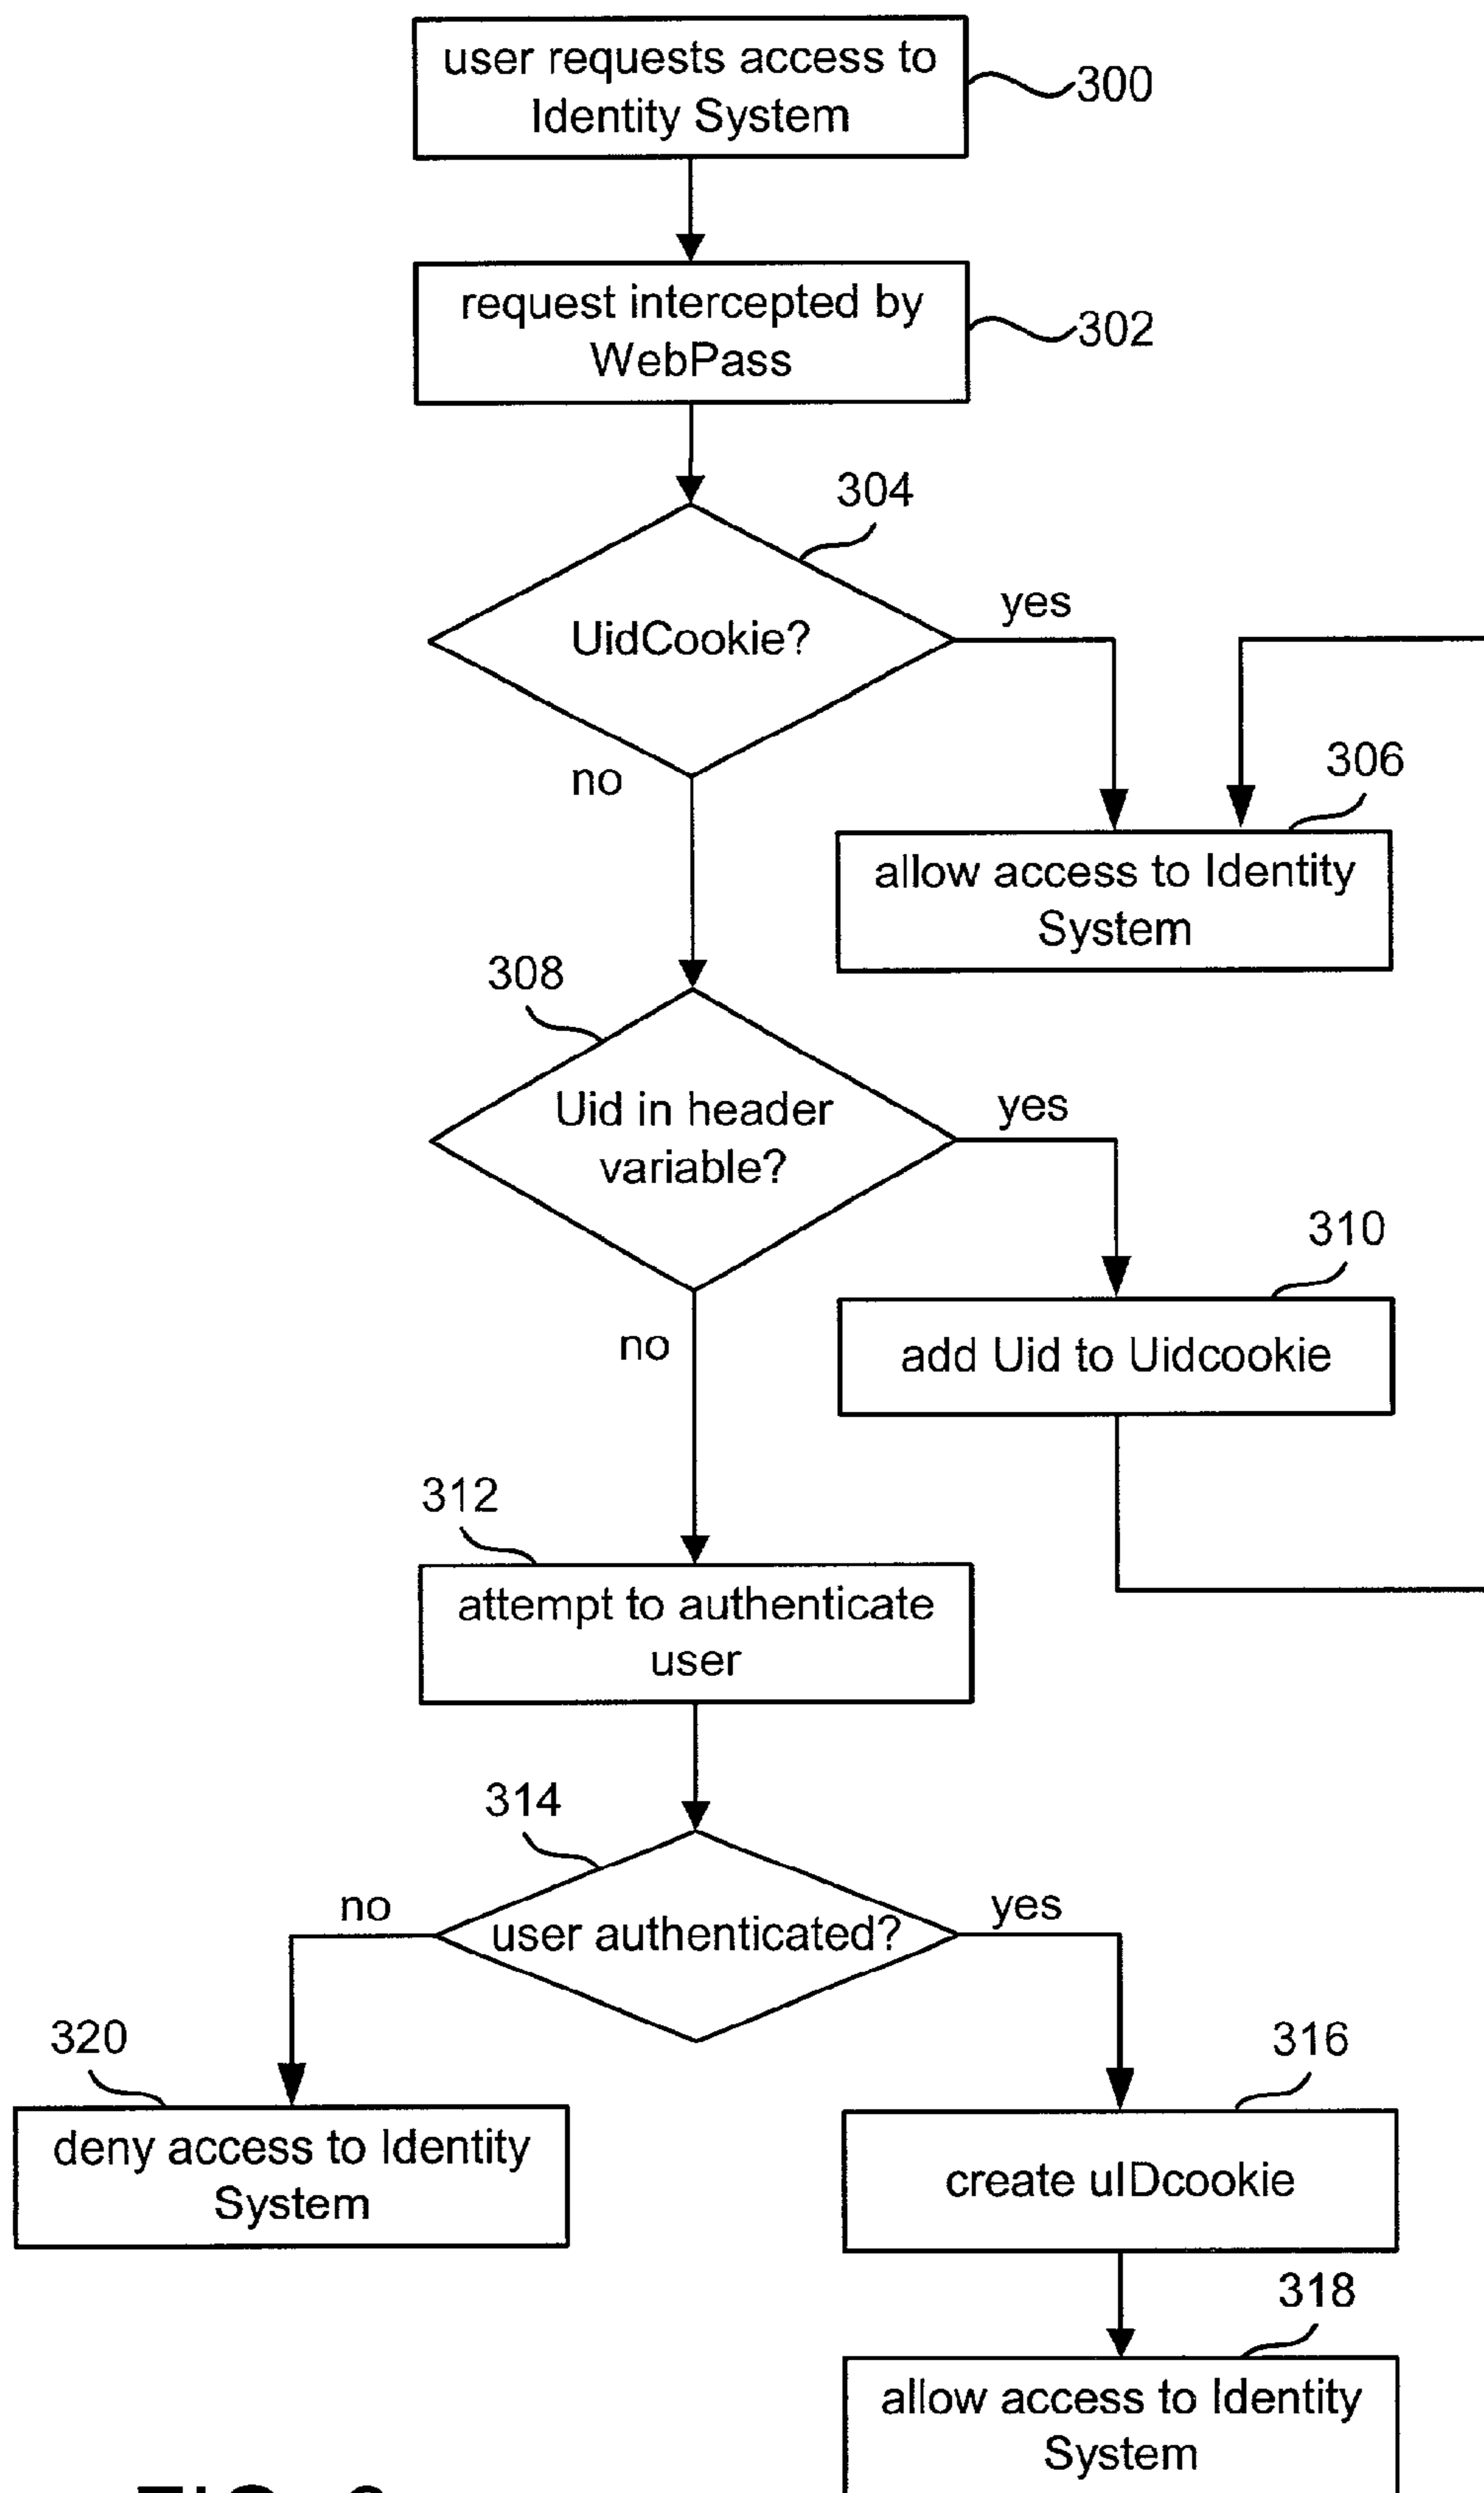 user requests access to
Identity System
300
request intercepted by
WebPass
302
304
UidCookie?
yes
no
306
allow access to Identity
System
308
Uid in header
variable?
yes
no
310
add Uid to Uidcookie
312
attempt to authenticate
user
314
user authenticated?
no
yes
320
deny access to Identity
System
316
create uIDcookie
318
allow access to Identity
System